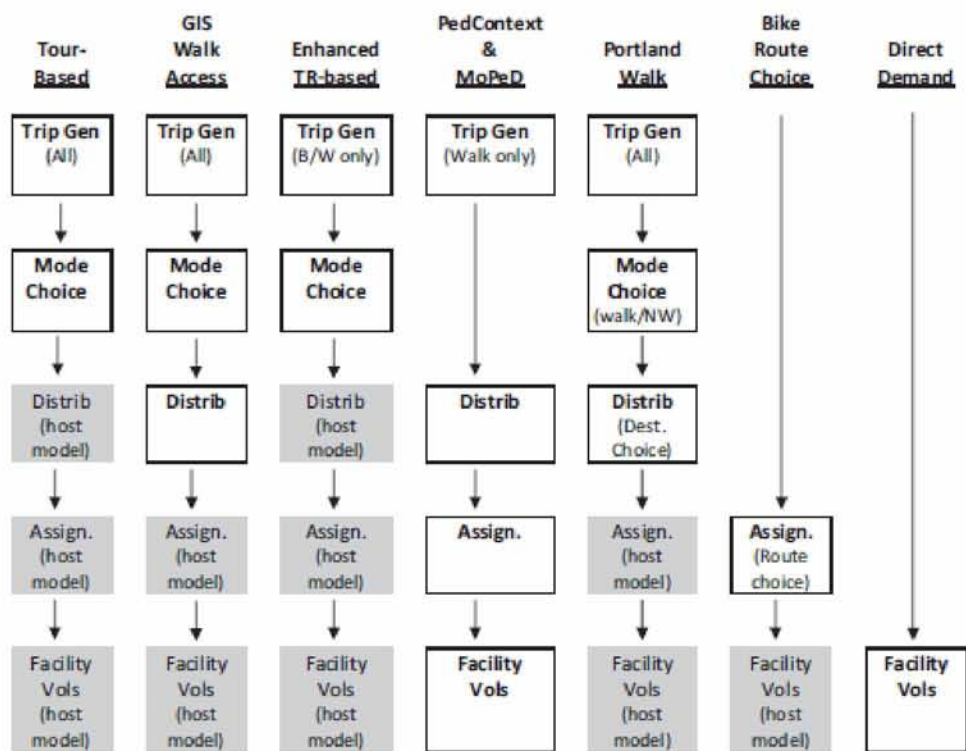 Tour-
Based
GIS
Walk
Access
Enhanced
TR-based
PedContext
&
MoPeD
Portland
Walk
Bike
Route
Choice
Direct
Demand
Trip Gen
(All)
Trip Gen
(All)
Trip Gen
(B/W only)
Trip Gen
(Walk only)
Trip Gen
(All)
Mode
Choice
Mode
Choice
Mode
Choice
Mode
Choice
(walk/NW)
Distrib
(host
model)
Distrib
Distrib
(host
model)
Distrib
Distrib
(Dest.
Choice)
Assign.
(host
model)
Assign.
(host
model)
Assign.
(host
model)
Assign.
Assign.
(host
model)
Assign.
(Route
choice)
Facility
Vols
(host
model)
Facility
Vols
(host
model)
Facility
Vols
(host
model)
Facility
Vols
Facility
Vols
(host
model)
Facility
Vols
(host
model)
Facility
Vols